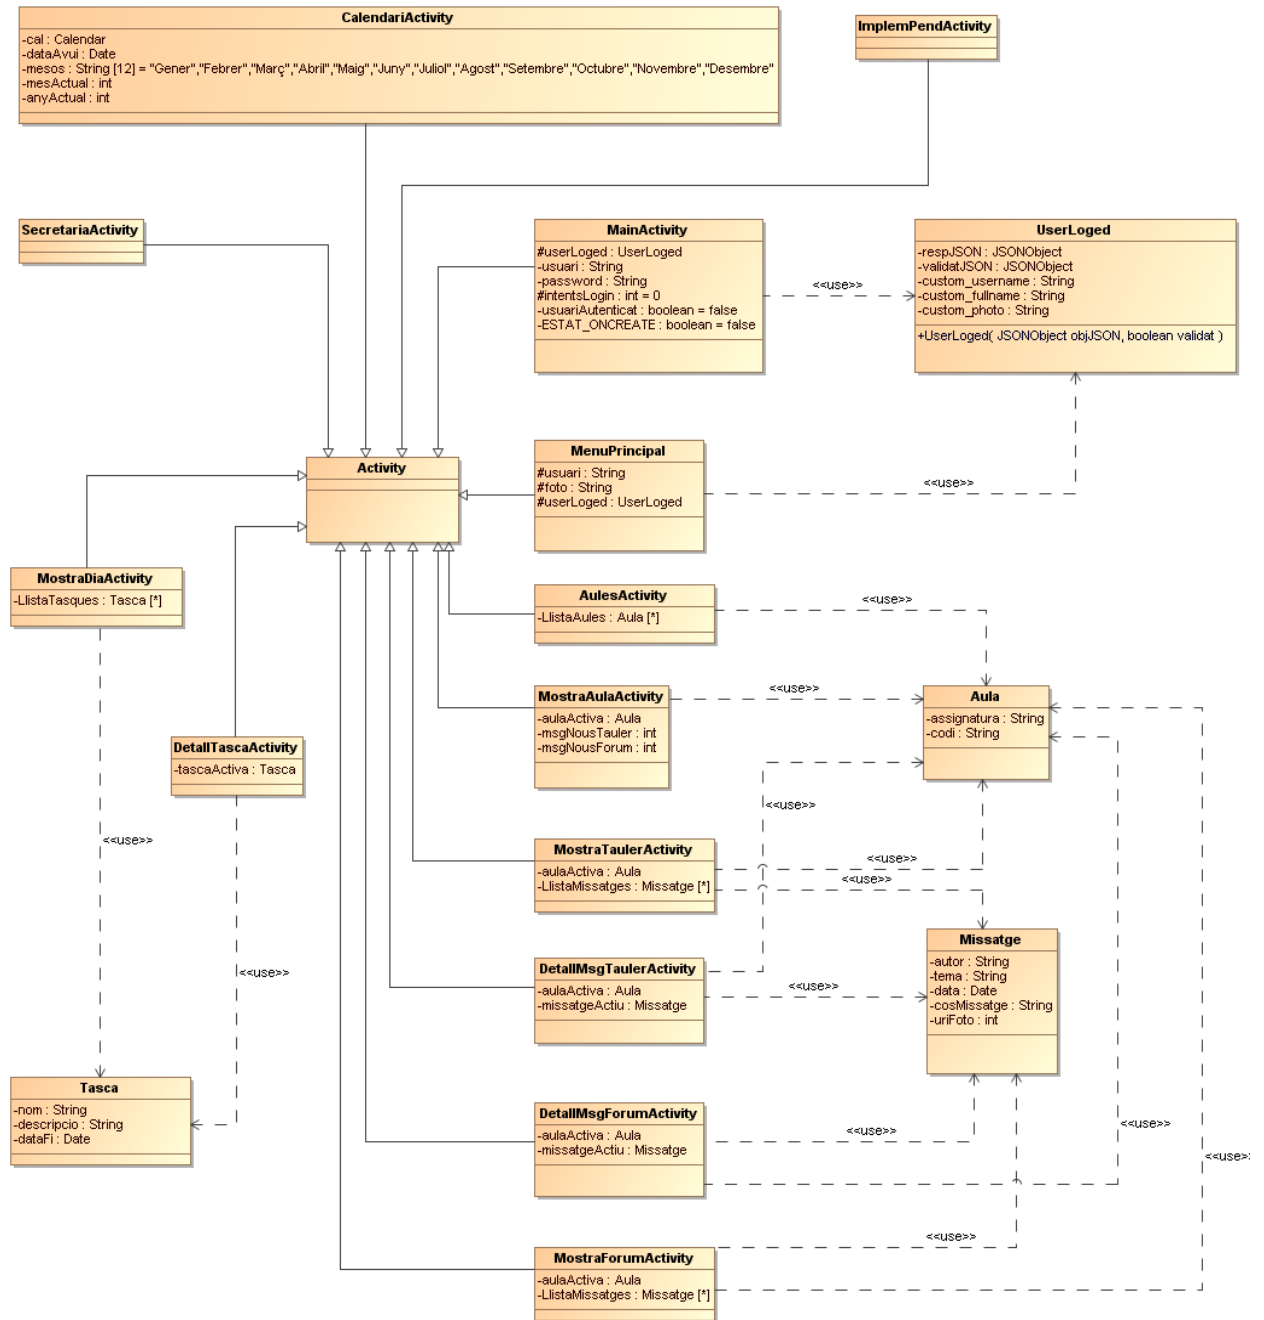 CalendariActivity
-cal : Calendar
-dataAvui : Date
-mesos : String [12] = "Gener","Febrer","Març","Abril","Maig","Juny","Juliol","Agost","Setembre","Octubre","Novembre","Desembre"
-mesActual : int
-anyActual : int
ImplemPendActivity
SecretariaActivity
MainActivity
#userLoged : UserLoged
-usuari : String
-password : String
#intentsLogin : int = 0
-usuariAutenticat : boolean = false
-ESTAT_ONCREATE : boolean = false
<<use>>
UserLoged
-respJSON : JSONObject
-validatJSON : JSONObject
-custom_username : String
-custom_fullname : String
-custom_photo : String
+UserLoged( JSONObject objJSON, boolean validat )
Activity
MenuPrincipal
#usuari : String
#foto : String
#userLoged : UserLoged
<<use>>
MostraDiaActivity
-LlistaTasques : Tasca [*]
AulesActivity
-LlistaAules : Aula [*]
<<use>>
MostraAulaActivity
-aulaActiva : Aula
-msgNousTauler : int
-msgNousForum : int
<<use>>
Aula
-assignatura : String
-codi : String
DetallTascaActivity
-tascaActiva : Tasca
<<use>>
<<use>>
MostraTaulerActivity
-aulaActiva : Aula
-LlistaMissatges : Missatge [*]
<<use>>
<<use>>
Missatge
-autor : String
-tema : String
-data : Date
-cosMissatge : String
-uriFoto : int
DetallMsgTaulerActivity
-aulaActiva : Aula
-missatgeActiu : Missatge
<<use>>
<<use>>
Tasca
-nom : String
-descripcio : String
-dataFi : Date
DetallMsgForumActivity
-aulaActiva : Aula
-missatgeActiu : Missatge
<<use>>
<<use>>
<<use>:
<<use>>
MostraForumActivity
-aulaActiva : Aula
-LlistaMissatges : Missatge [*]